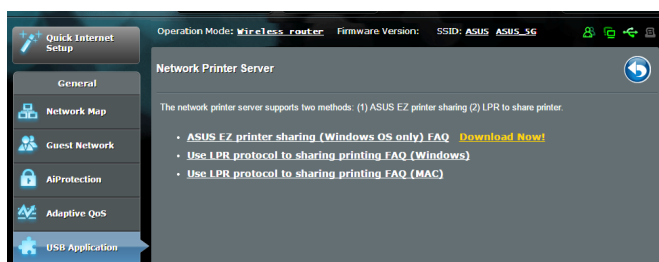 Quick Internet
Setup
Operation Mode: Wireless router Firmware Version: SSID: ASUS ASUS_5G
General
Network Map
Guest Network
AiProtection
Adaptive QoS
USB Application
Network Printer Server
The network printer server supports two methods: (1) ASUS EZ printer sharing (2) LPR to share printer.
ASUS EZ printer sharing (Windows OS only) FAQ Download Now!
Use LPR protocol to sharing printing FAQ (Windows)
Use LPR protocol to sharing printing FAQ (MAC)